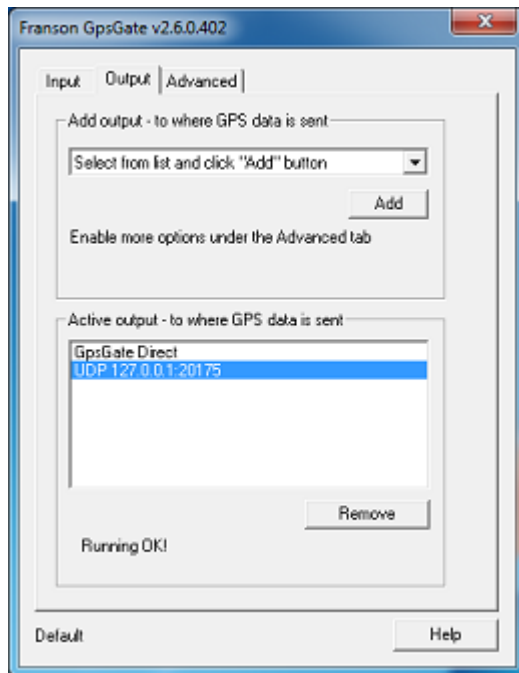 Franson GpsGate v2.6.0.402
Input Output Advanced
Add output - to where GPS data is sent
Select from list and click "Add" button
Add
Enable more options under the Advanced tab
Active output - to where GPS data is sent
GpsGate Direct
UDP 127.0.0.1:20175
Remove
Running OK!
Default
Help